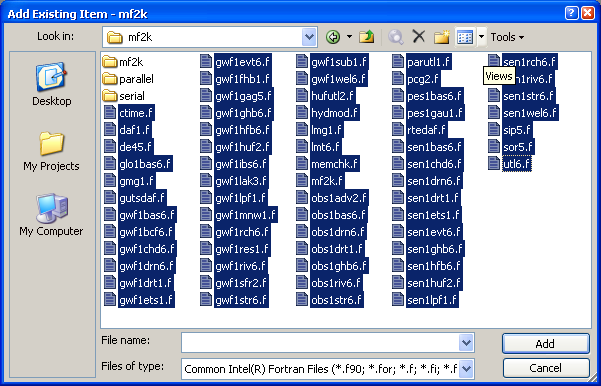 Add Existing Item - mf2k
Look in:
mf2k
Tools
Views
Desktop
My Projects
My Computer
mf2k
parallel
serial
ctime.f
daf1.f
de45.f
glo1bas6.f
gmg1.f
gutsdaf.f
gwf1bas6.f
gwf1bcf6.f
gwf1chd6.f
gwf1drn6.f
gwf1drt1.f
gwf1ets1.f
gwf1evt6.f
gwf1fhb1.f
gwf1gag5.f
gwf1ghb6.f
gwf1hfb6.f
gwf1huf2.f
gwf1ibs6.f
gwf1lak3.f
gwf1lpf1.f
gwf1mnw1.f
gwf1rch6.f
gwf1res1.f
gwf1riv6.f
gwf1sfr2.f
gwf1str6.f
gwf1sub1.f
gwf1wel6.f
hufutl2.f
hydmod.f
lmg1.f
lmt6.f
memchk.f
mf2k.f
obs1adv2.f
obs1bas6.f
obs1drn6.f
obs1drt1.f
obs1ghb6.f
obs1riv6.f
obs1str6.f
parutl1.f
pcg2.f
pes1bas6.f
pes1gau1.f
rtedaf.f
sen1bas6.f
sen1chd6.f
sen1drn6.f
sen1drt1.f
sen1ets1.f
sen1evt6.f
sen1ghb6.f
sen1hfb6.f
sen1huf2.f
sen1lpf1.f
sen1rch6.f
n1riv6.f
sen1str6.f
sen1wel6.f
sip5.f
sor5.f
utl6.f
File name:
Add
Files of type:
Common Intel(R) Fortran Files (*.f90; *.for; *.f; *.fi; *.f
Cancel